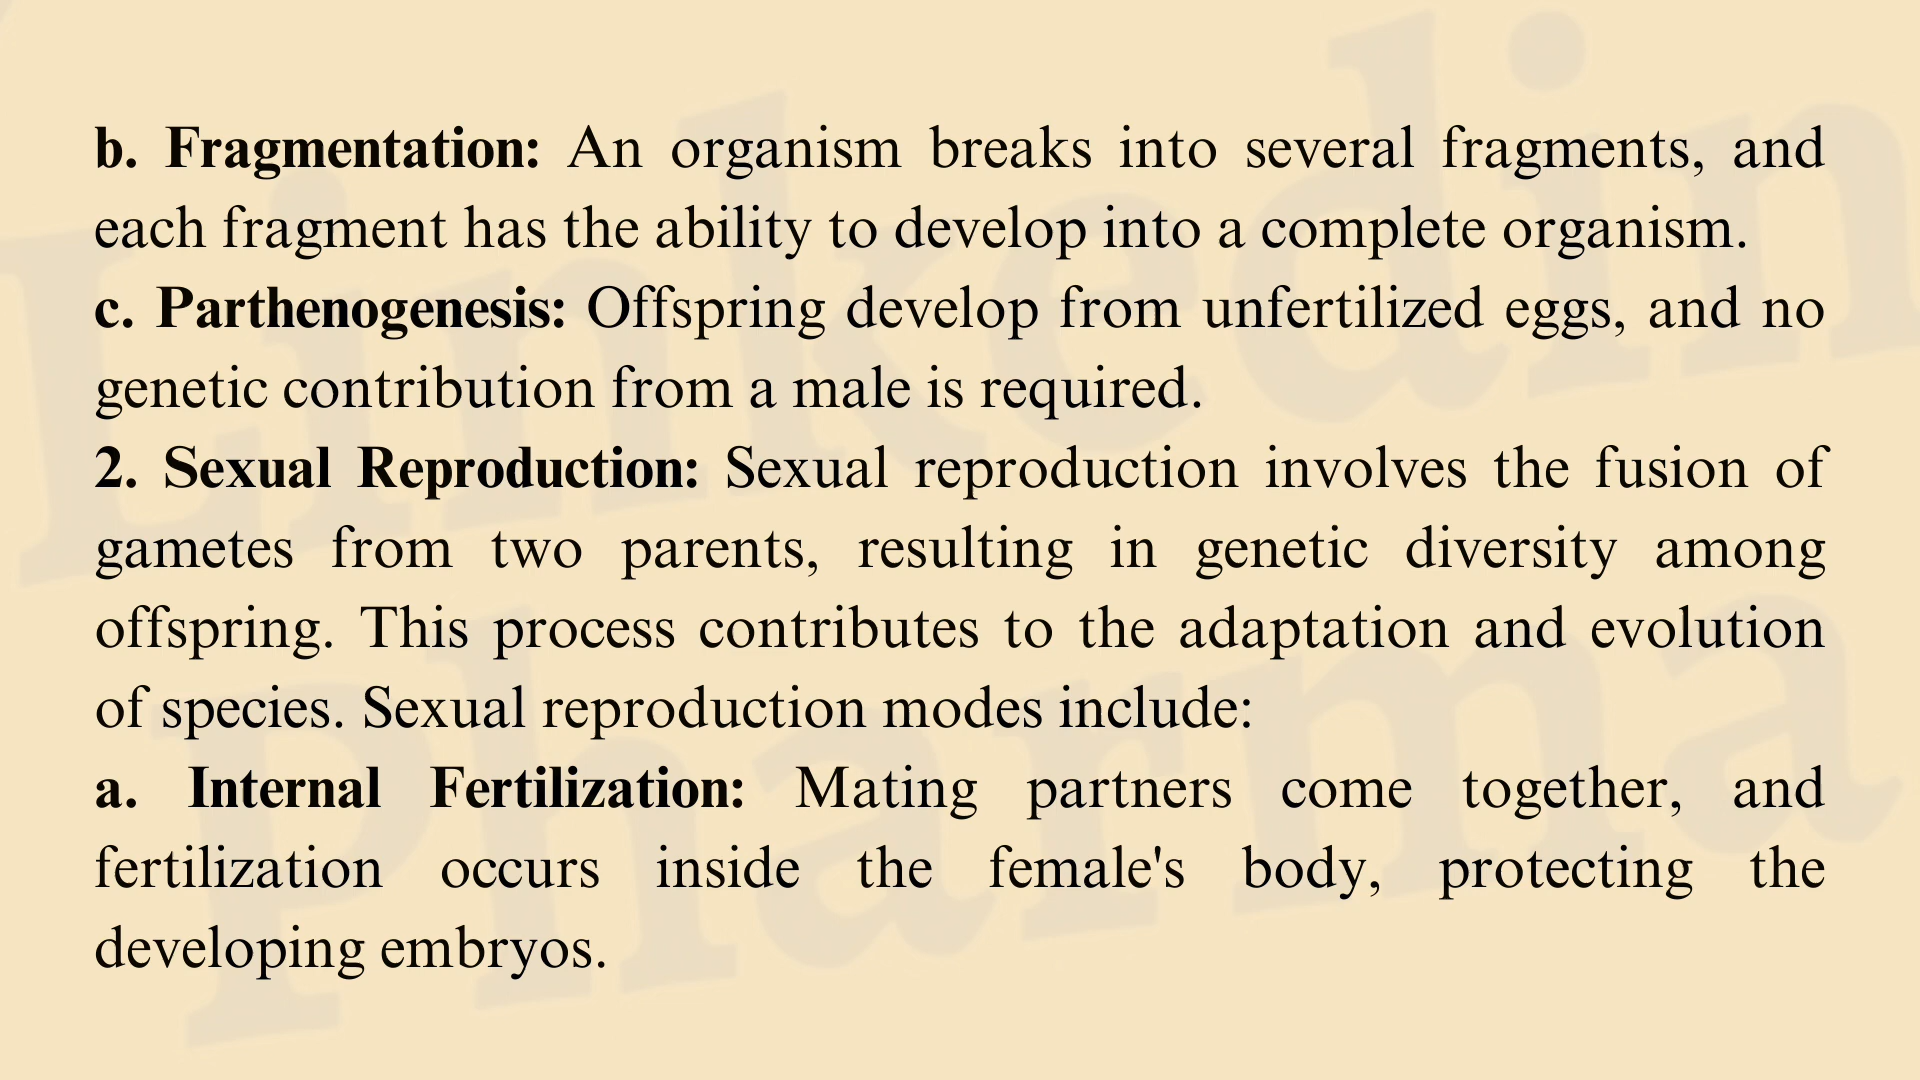 b. Fragmentation: An organism breaks into several fragments, and
each fragment has the ability to develop into a complete organism.
c. Parthenogenesis: Offspring develop from unfertilized eggs, and no
genetic contribution from a male is required.
2. Sexual Reproduction: Sexual reproduction involves the fusion of
gametes from two parents, resulting in genetic diversity among
offspring. This process contributes to the adaptation and evolution
of species. Sexual reproduction modes include:
a. Internal Fertilization: Mating partners come together, and
fertilization occurs inside the female's body, protecting the
developing embryos.
Linkedin
Pharma